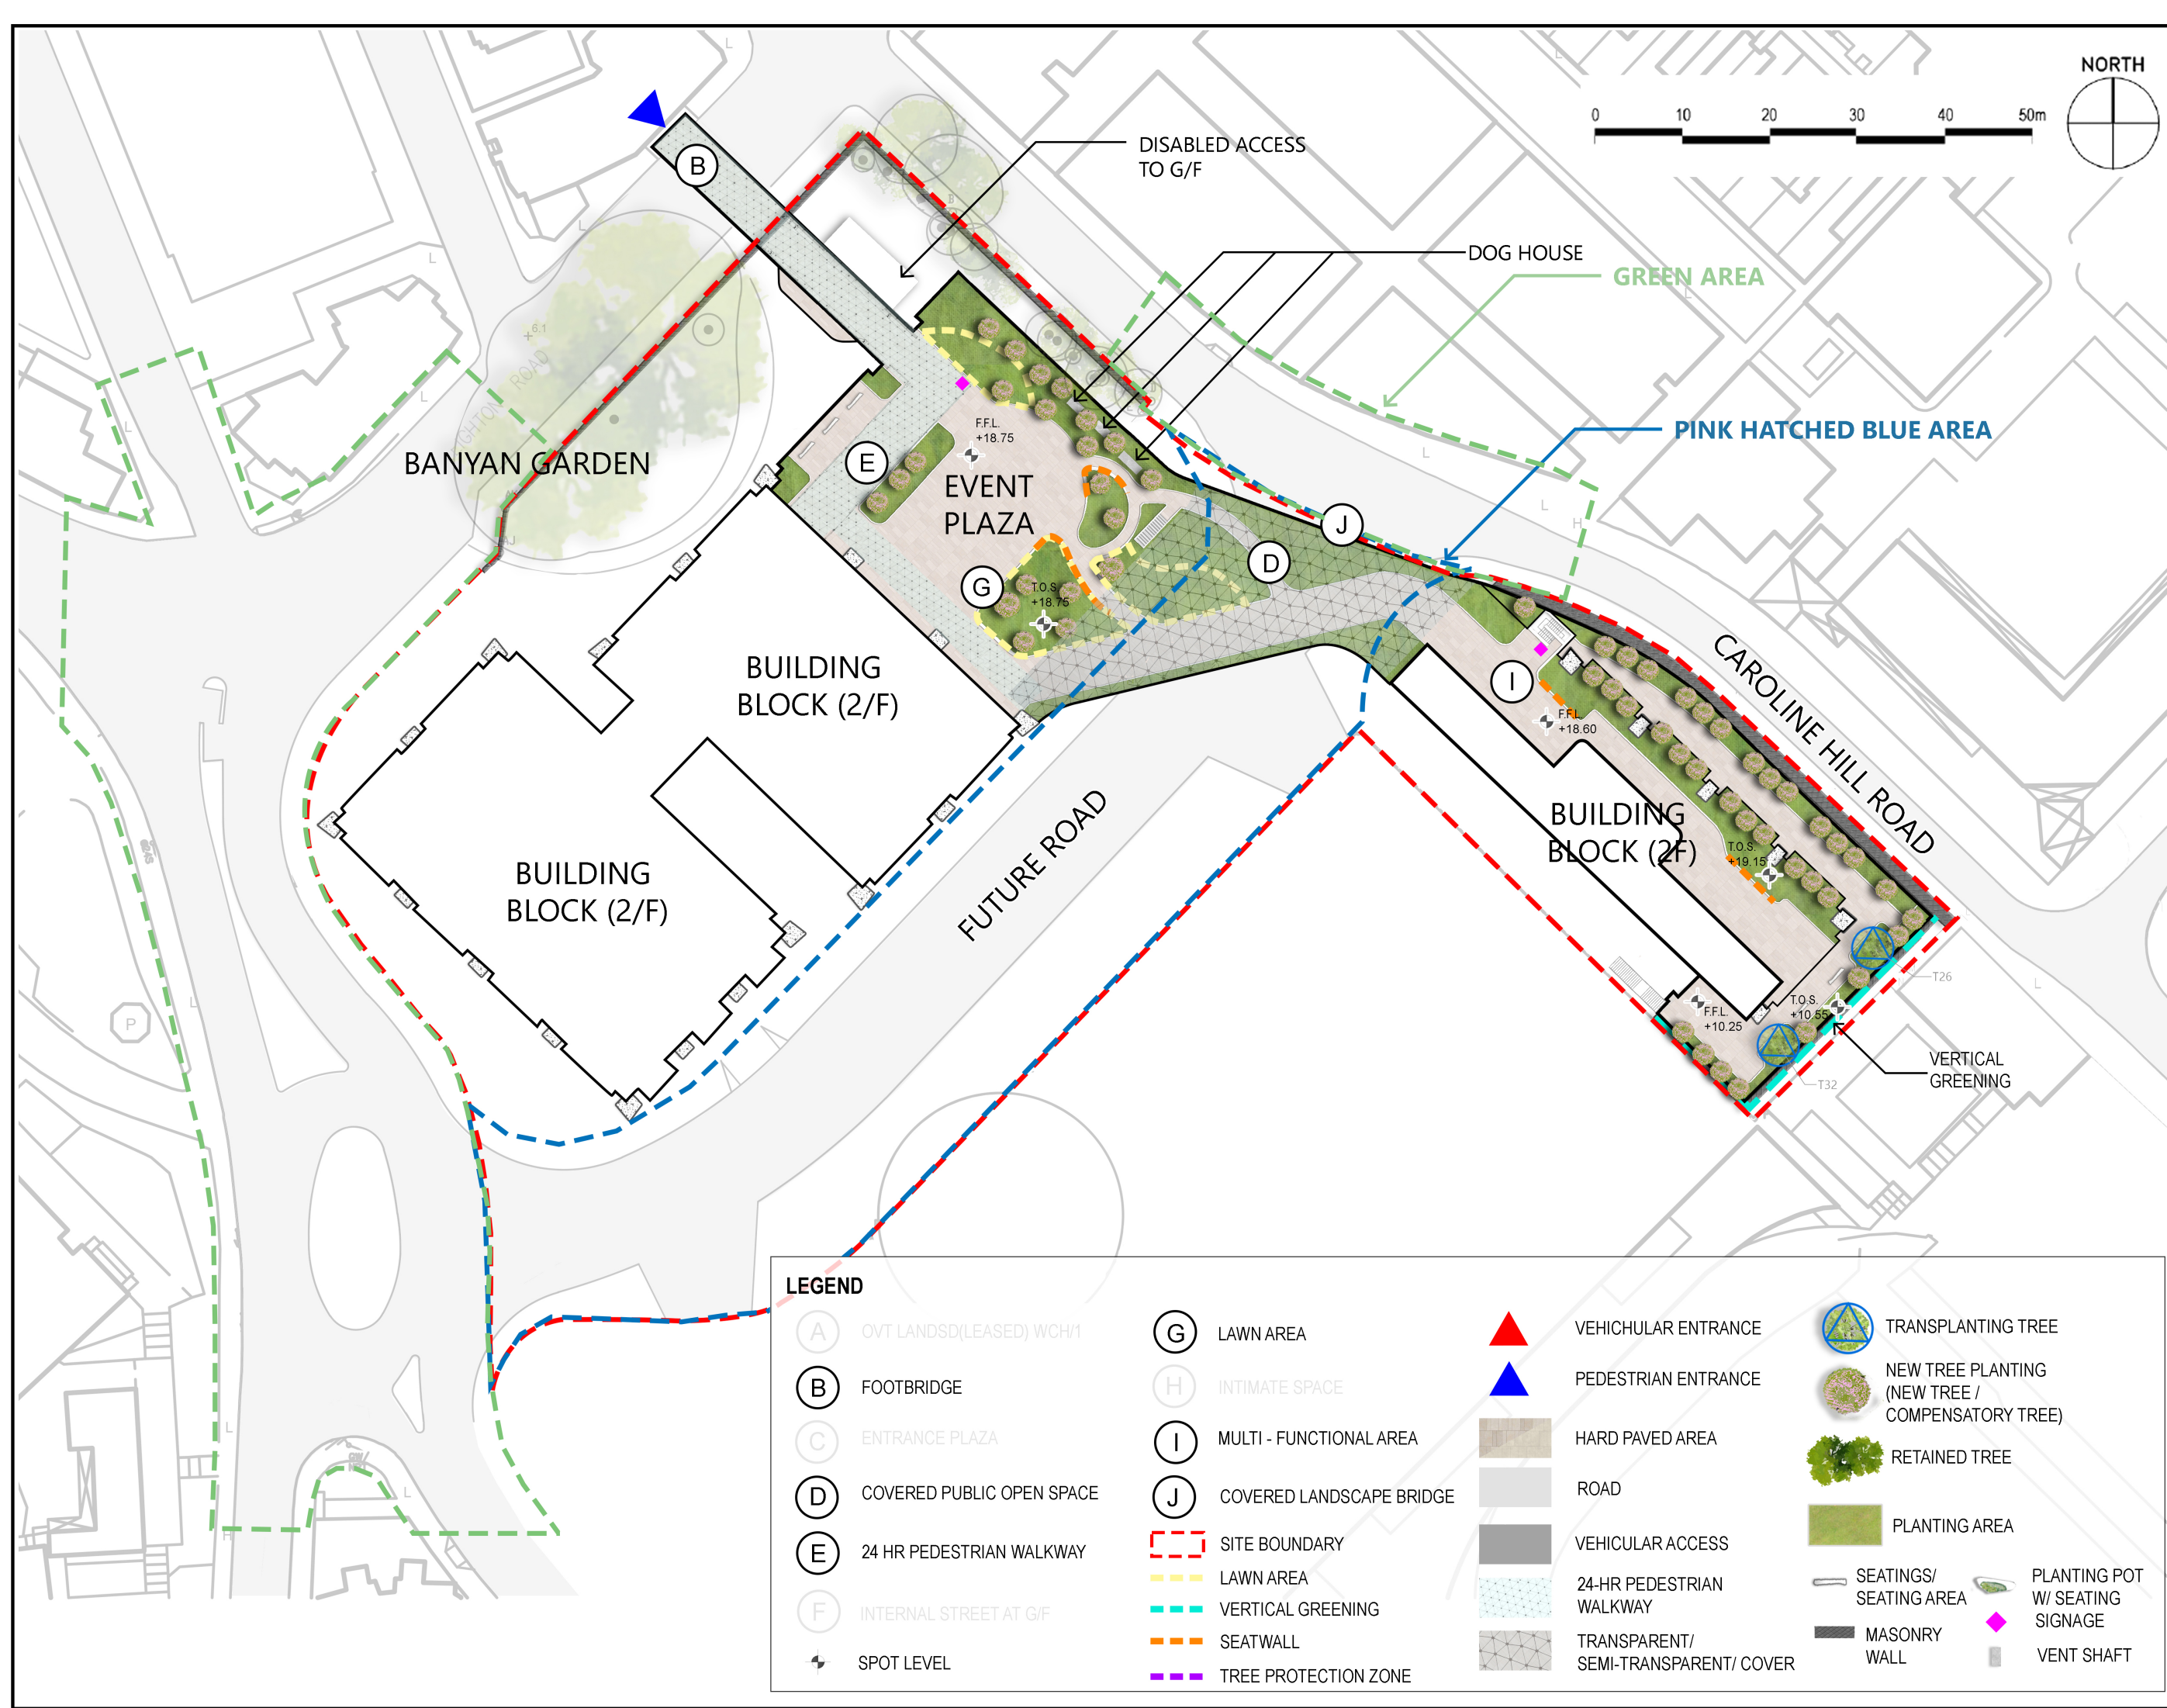 NORTH
0 10 20 30 40 50m
B
DISABLED ACCESS
TO G/F
DOG HOUSE
GREEN AREA
PINK HATCHED BLUE AREA
6.1
BANYAN GARDEN
E
F.F.L.
+18.75
EVENT
PLAZA
J
D
G
T.O.S.
+18.75
I
F.F.L.
+18.60
CAROLINE HILL ROAD
BUILDING
BLOCK (2/F)
BUILDING
BLOCK (2/F)
FUTURE ROAD
BUILDING
BLOCK (2F)
T.O.S.
+19.15
T26
T.O.S.
+10.55
F.F.L.
+10.25
T32
VERTICAL
GREENING
P
LEGEND
A OVT LANDSD(LEASED) WCH/1
B FOOTBRIDGE
C ENTRANCE PLAZA
D COVERED PUBLIC OPEN SPACE
E 24 HR PEDESTRIAN WALKWAY
F INTERNAL STREET AT G/F
SPOT LEVEL
G LAWN AREA
H INTIMATE SPACE
I MULTI - FUNCTIONAL AREA
J COVERED LANDSCAPE BRIDGE
SITE BOUNDARY
LAWN AREA
VERTICAL GREENING
SEATWALL
TREE PROTECTION ZONE
VEHICHULAR ENTRANCE
PEDESTRIAN ENTRANCE
HARD PAVED AREA
ROAD
VEHICULAR ACCESS
24-HR PEDESTRIAN
WALKWAY
TRANSPARENT/
SEMI-TRANSPARENT/ COVER
TRANSPLANTING TREE
NEW TREE PLANTING
(NEW TREE /
COMPENSATORY TREE)
RETAINED TREE
PLANTING AREA
SEATINGS/
SEATING AREA
MASONRY
WALL
PLANTING POT
W/ SEATING
SIGNAGE
VENT SHAFT